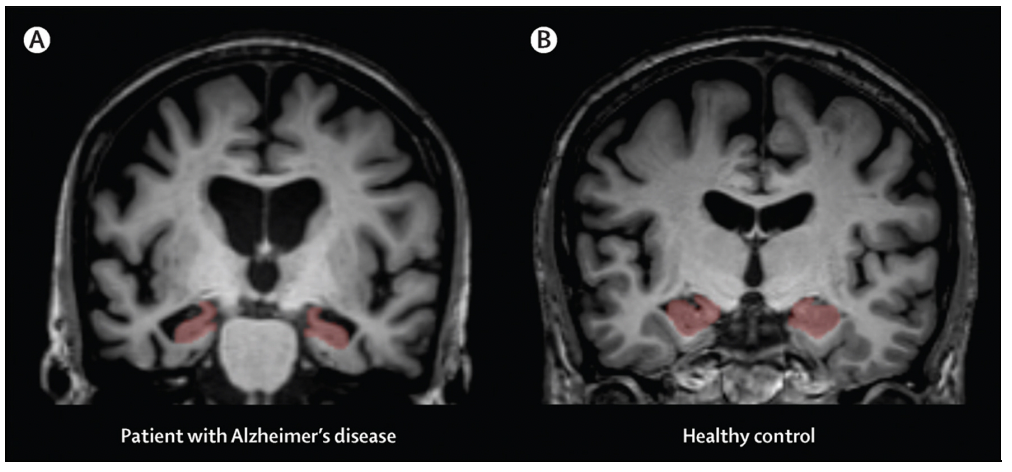 A
B
Patient with Alzheimer’s disease
Healthy control